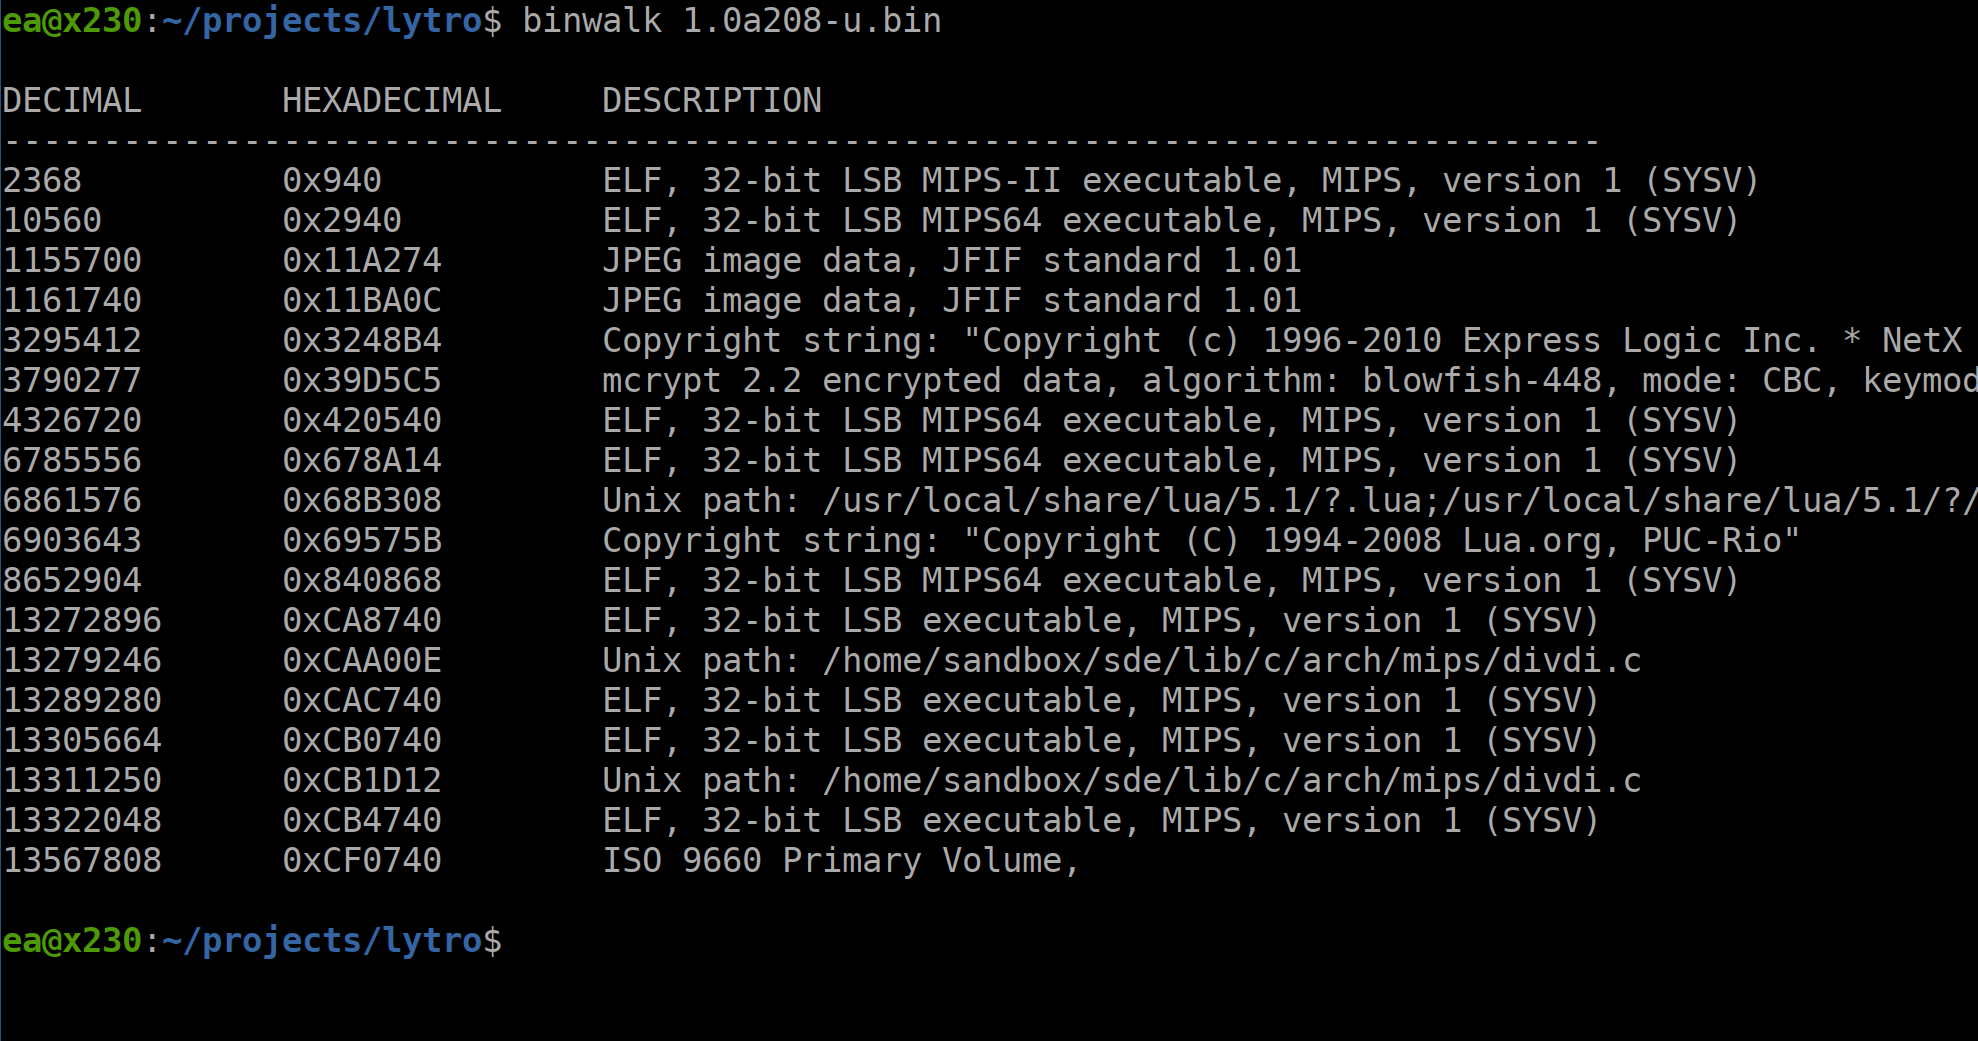 ea@x230:~/projects/lytro$ binwalk 1.0a208-u.bin
DECIMAL       HEXADECIMAL     DESCRIPTION
--------------------------------------------------------------------------------
2368          0x940           ELF, 32-bit LSB MIPS-II executable, MIPS, version 1 (SYSV)
10560         0x2940          ELF, 32-bit LSB MIPS64 executable, MIPS, version 1 (SYSV)
1155700       0x11A274        JPEG image data, JFIF standard 1.01
1161740       0x11BA0C        JPEG image data, JFIF standard 1.01
3295412       0x3248B4        Copyright string: "Copyright (c) 1996-2010 Express Logic Inc. * NetX
3790277       0x39D5C5        mcrypt 2.2 encrypted data, algorithm: blowfish-448, mode: CBC, keymod
4326720       0x420540        ELF, 32-bit LSB MIPS64 executable, MIPS, version 1 (SYSV)
6785556       0x678A14        ELF, 32-bit LSB MIPS64 executable, MIPS, version 1 (SYSV)
6861576       0x68B308        Unix path: /usr/local/share/lua/5.1/?.lua;/usr/local/share/lua/5.1/?/
6903643       0x69575B        Copyright string: "Copyright (C) 1994-2008 Lua.org, PUC-Rio"
8652904       0x840868        ELF, 32-bit LSB MIPS64 executable, MIPS, version 1 (SYSV)
13272896      0xCA8740        ELF, 32-bit LSB executable, MIPS, version 1 (SYSV)
13279246      0xCAA00E        Unix path: /home/sandbox/sde/lib/c/arch/mips/divdi.c
13289280      0xCAC740        ELF, 32-bit LSB executable, MIPS, version 1 (SYSV)
13305664      0xCB0740        ELF, 32-bit LSB executable, MIPS, version 1 (SYSV)
13311250      0xCB1D12        Unix path: /home/sandbox/sde/lib/c/arch/mips/divdi.c
13322048      0xCB4740        ELF, 32-bit LSB executable, MIPS, version 1 (SYSV)
13567808      0xCF0740        ISO 9660 Primary Volume,
ea@x230:~/projects/lytro$